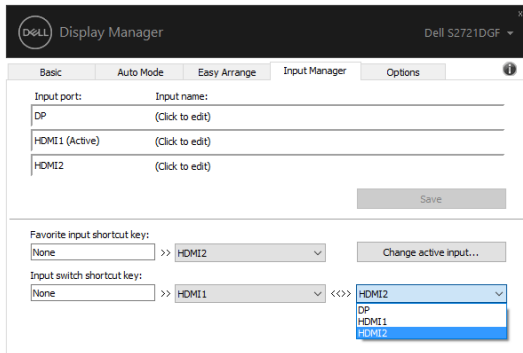 DELL Display Manager Dell S2721DGF
Basic Auto Mode Easy Arrange Input Manager Options i
Input port: Input name:
DP (Click to edit)
HDMI1 (Active) (Click to edit)
HDMI2 (Click to edit)
Save
Favorite input shortcut key:
None >> HDMI2 Change active input...
Input switch shortcut key:
None >> HDMI1 <<>> HDMI2
DP
HDMI1
HDMI2